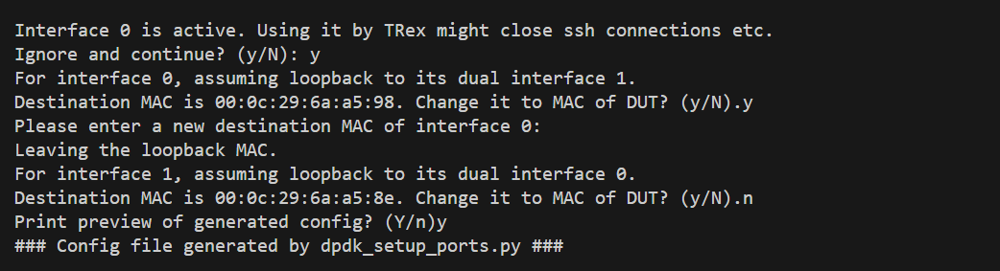 Interface 0 is active. Using it by TRex might close ssh connections etc.
Ignore and continue? (y/N): y
For interface 0, assuming loopback to its dual interface 1.
Destination MAC is 00:0c:29:6a:a5:98. Change it to MAC of DUT? (y/N).y
Please enter a new destination MAC of interface 0:
Leaving the loopback MAC.
For interface 1, assuming loopback to its dual interface 0.
Destination MAC is 00:0c:29:6a:a5:8e. Change it to MAC of DUT? (y/N).n
Print preview of generated config? (Y/n)y
### Config file generated by dpdk_setup_ports.py ###